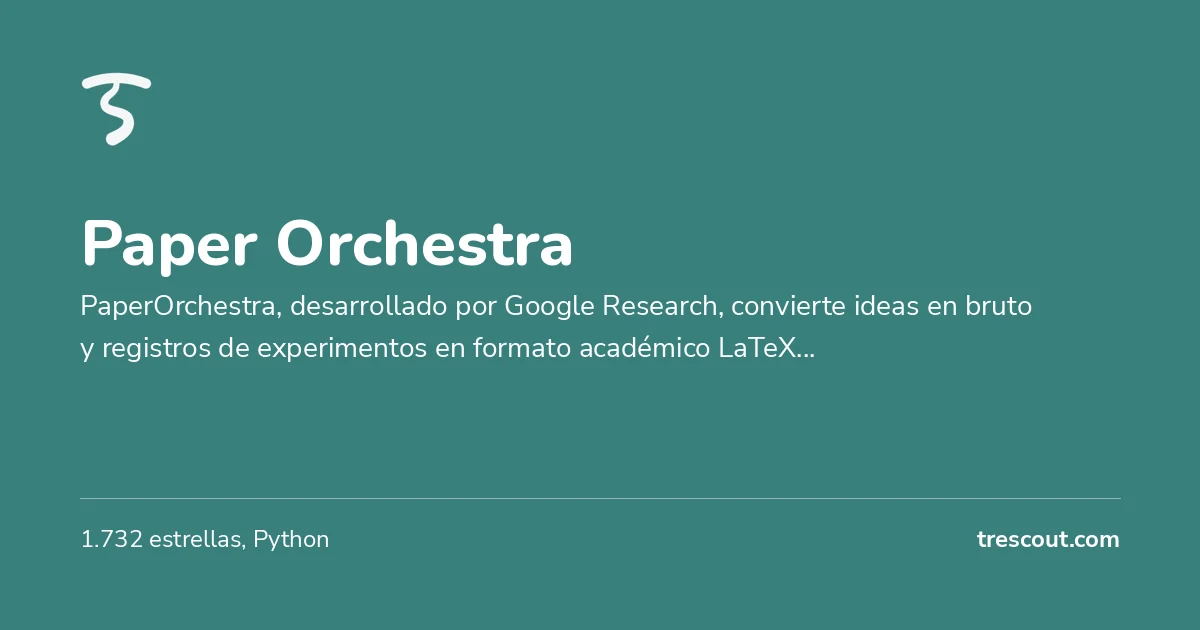 Paper Orchestra
PaperOrchestra, desarrollado por Google Research, convierte ideas en bruto
y registros de experimentos en formato académico LaTeX...
1.732 estrellas, Python
trescout.com